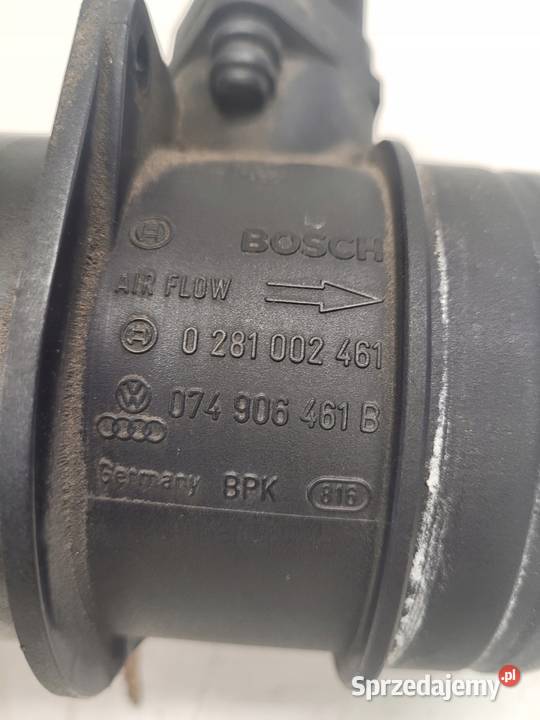 BOSCH
AIR FLOW
0 281 002 461
074 906 461 B
Germany BPK 816
Sprzedajemy.pl